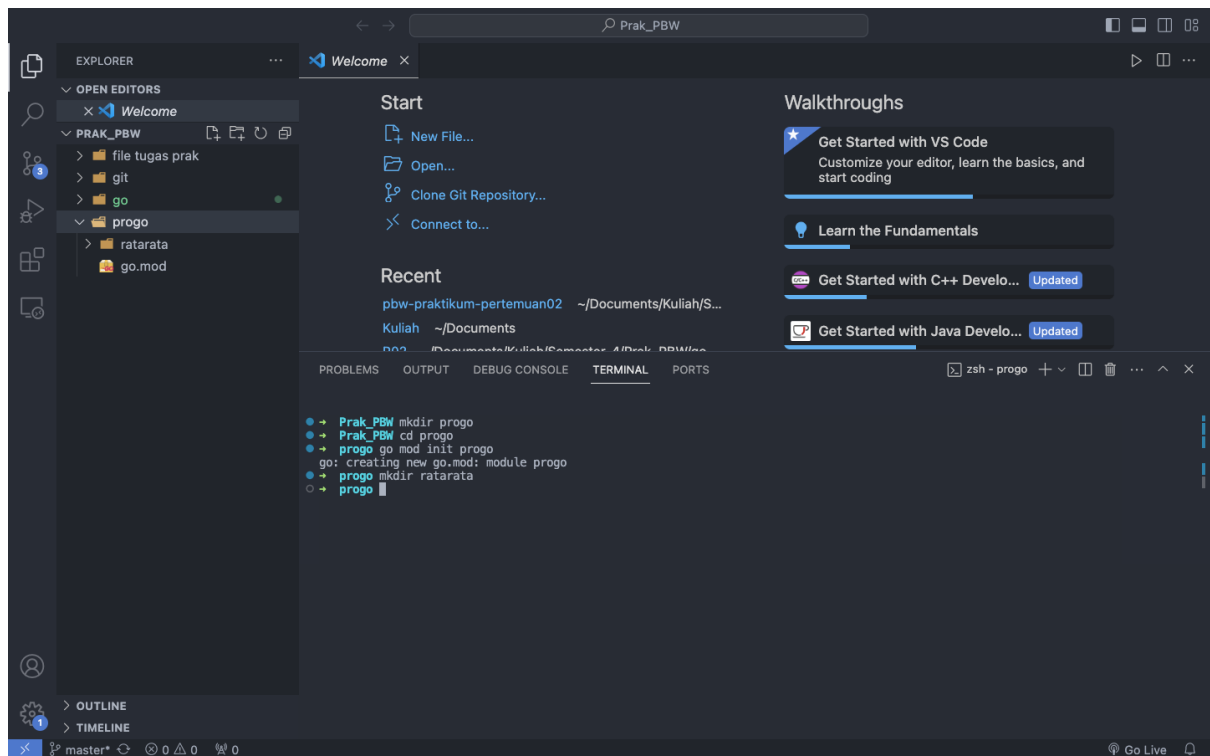 Prak_PBW
EXPLORER
Welcome
OPEN EDITORS
Welcome
PRAK_PBW
file tugas prak
git
go
progo
ratarata
go.mod
3
Start
New File...
Open...
Clone Git Repository...
Connect to...
Recent
pbw-praktikum-pertemuan02 ~/Documents/Kuliah/S...
Kuliah ~/Documents
Walkthroughs
Get Started with VS Code
Customize your editor, learn the basics, and
start coding
Learn the Fundamentals
Get Started with C++ Develo... Updated
Get Started with Java Develo... Updated
PROBLEMS OUTPUT DEBUG CONSOLE TERMINAL PORTS
zsh - progo
→ Prak_PBW mkdir progo
→ Prak_PBW cd progo
→ progo go mod init progo
go: creating new go.mod: module progo
→ progo mkdir ratarata
→ progo
OUTLINE
TIMELINE
1
master* 0 0 0
Go Live